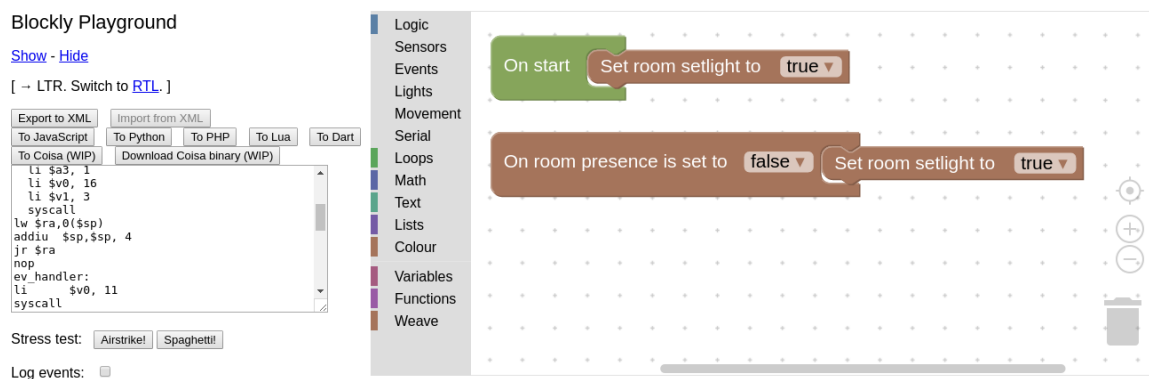 Blockly Playground
Show - Hide
[ → LTR. Switch to RTL. ]
Export to XML Import from XML
To JavaScript To Python To PHP To Lua To Dart
To Coisa (WIP) Download Coisa binary (WIP)
li $a3, 1
li $v0, 16
li $v1, 3
syscall
lw $ra,0($sp)
addiu $sp,$sp, 4
jr $ra
nop
ev_handler:
li $v0, 11
syscall
Stress test: Airstrike! Spaghetti!
Log events:
Logic
Sensors
Events
Lights
Movement
Serial
Loops
Math
Text
Lists
Colour
Variables
Functions
Weave
On start Set room setlight to true ▾
On room presence is set to false ▾ Set room setlight to true ▾